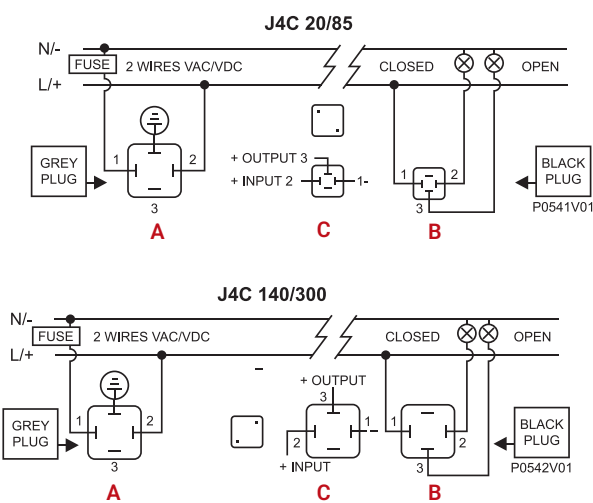 J4C 20/85
N/-
FUSE 2 WIRES VAC/VDC CLOSED OPEN
L/+
GREY
PLUG
1 2
3
A
+ OUTPUT 3
+ INPUT 2 1-
C
1 2
3
B
BLACK
PLUG
P0541V01
J4C 140/300
N/-
FUSE 2 WIRES VAC/VDC CLOSED OPEN
L/+
GREY
PLUG
1 2
3
A
+ OUTPUT
3
1-
2
+ INPUT
C
1 2
3
B
BLACK
PLUG
P0542V01